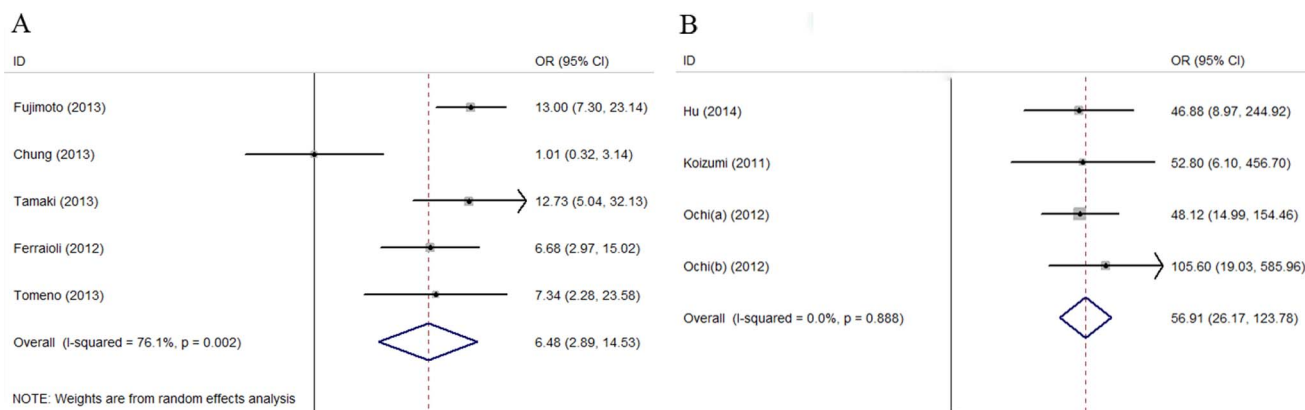 A
ID OR (95% CI)
Fujimoto (2013) 13.00 (7.30, 23.14)
Chung (2013) 1.01 (0.32, 3.14)
Tamaki (2013) 12.73 (5.04, 32.13)
Ferraioli (2012) 6.68 (2.97, 15.02)
Tomeno (2013) 7.34 (2.28, 23.58)
Overall (I-squared = 76.1%, p = 0.002) 6.48 (2.89, 14.53)
NOTE: Weights are from random effects analysis
B
ID OR (95% CI)
Hu (2014) 46.88 (8.97, 244.92)
Koizumi (2011) 52.80 (6.10, 456.70)
Ochi(a) (2012) 48.12 (14.99, 154.46)
Ochi(b) (2012) 105.60 (19.03, 585.96)
Overall (I-squared = 0.0%, p = 0.888) 56.91 (26.17, 123.78)